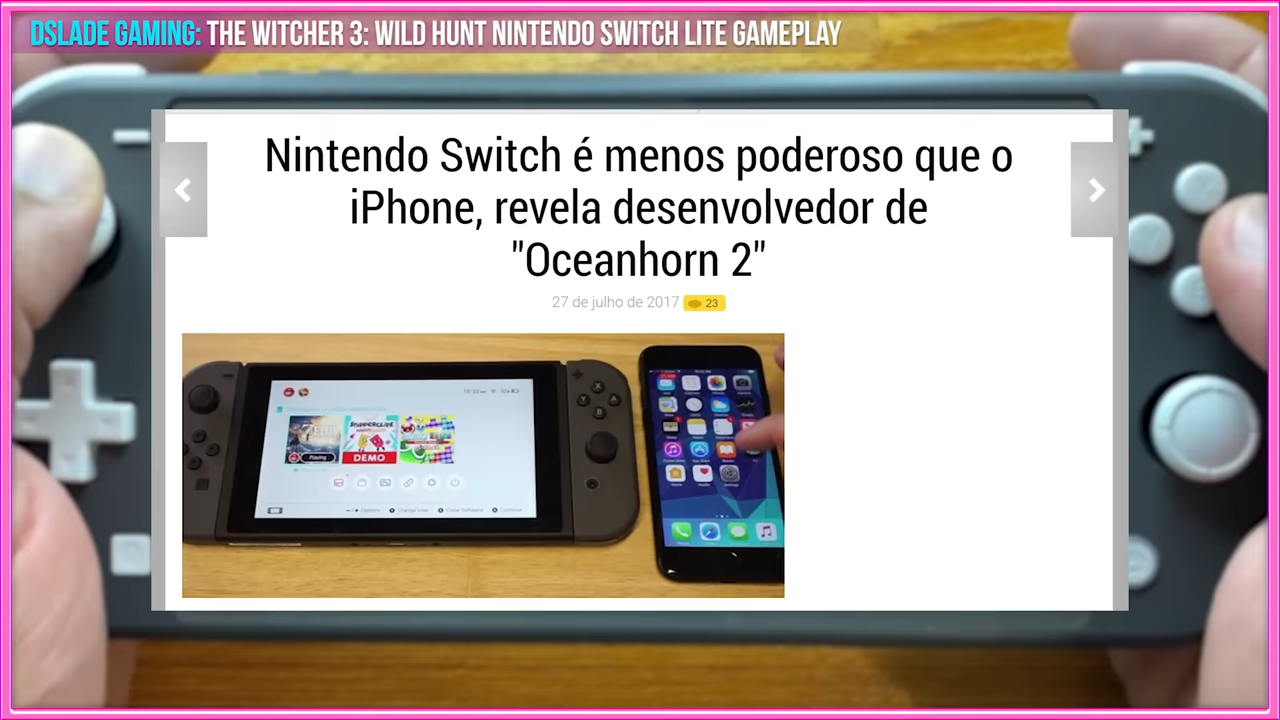 DSLADE GAMING: THE WITCHER 3: WILD HUNT NINTENDO SWITCH LITE GAMEPLAY
Nintendo Switch é menos poderoso que o
iPhone, revela desenvolvedor de
"Oceanhorn 2"
27 de julho de 2017 23
DEMO
Playing
X
Y A
B